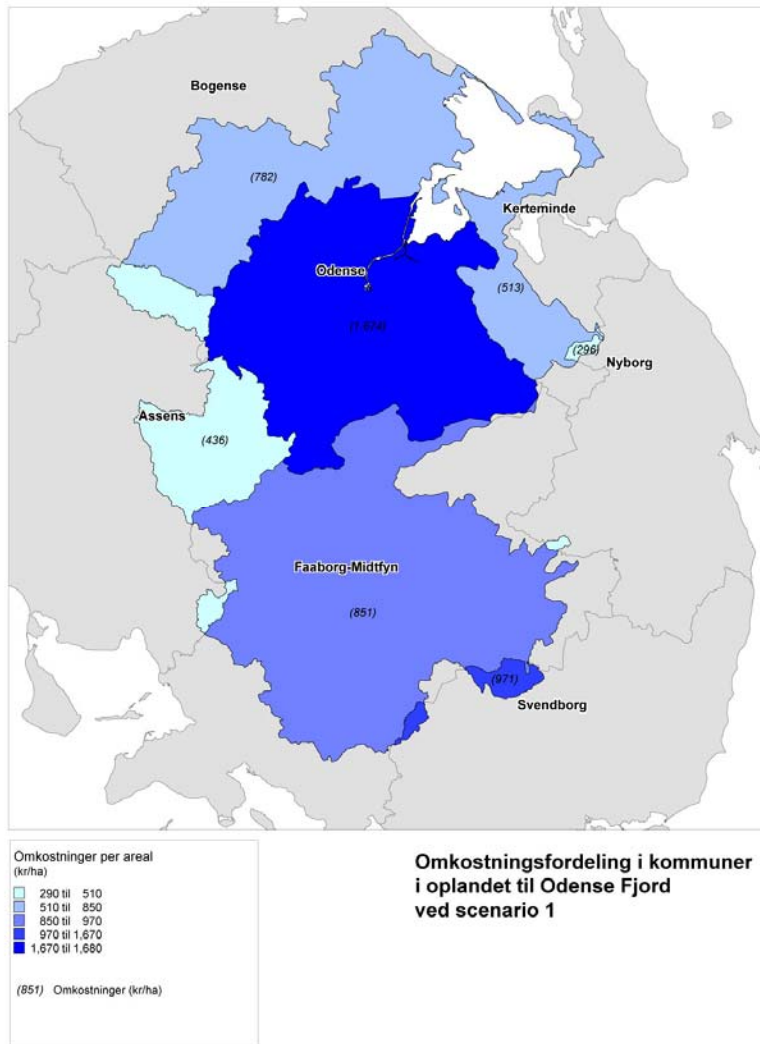 Bogense
(782)
Kerteminde
Odense
(513)
(1.674)
(296)
Nyborg
Assens
(436)
Faaborg-Midtfyn
(851)
(971)
Svendborg
Omkostninger per areal
(kr/ha)
290 til 510
510 til 850
850 til 970
970 til 1,670
1,670 til 1,680
(851) Omkostninger (kr/ha)
Omkostningsfordeling i kommuner
i oplandet til Odense Fjord
ved scenario 1